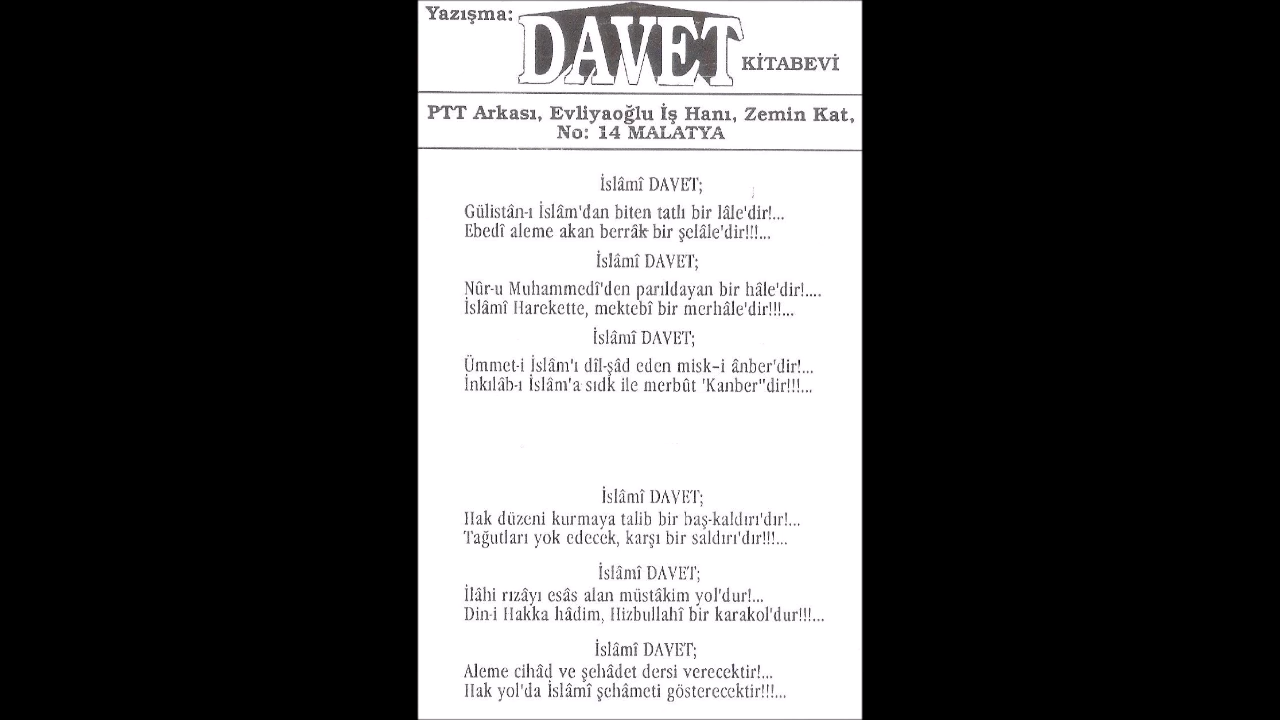 Yazışma:
DAVET
KİTABEVİ
PTT Arkası, Evliyaoğlu İş Hanı, Zemin Kat,
No: 14 MALATYA
İslâmî DAVET;
Gülistân-ı İslâm'dan biten tatlı bir lâle'dir!...
Ebedî aleme akan berrâk bir şelâle'dir!!!...
İslâmî DAVET;
Nûr-u Muhammedî'den parıldayan bir hâle'dir!....
İslâmî Harekette, mektebî bir merhâle'dir!!!...
İslâmî DAVET;
Ümmet-i İslâm'ı dîl-şâd eden misk-i ânber'dir!...
İnkılâb-ı İslâm'a sıdk ile merbût 'Kanber"dir!!!...
İslâmî DAVET;
Hak düzeni kurmaya talib bir baş-kaldırı'dır!...
Tağutları yok edecek, karşı bir saldırı'dır!!!...
İslâmî DAVET;
İlâhi rızâyı esâs alan müstâkim yol'dur!...
Din-i Hakka hâdim, Hizbullahî bir karakol'dur!!!...
İslâmî DAVET;
Aleme cihâd ve şehâdet dersi verecektir!...
Hak yol'da İslâmî şehâmeti gösterecektir!!!...